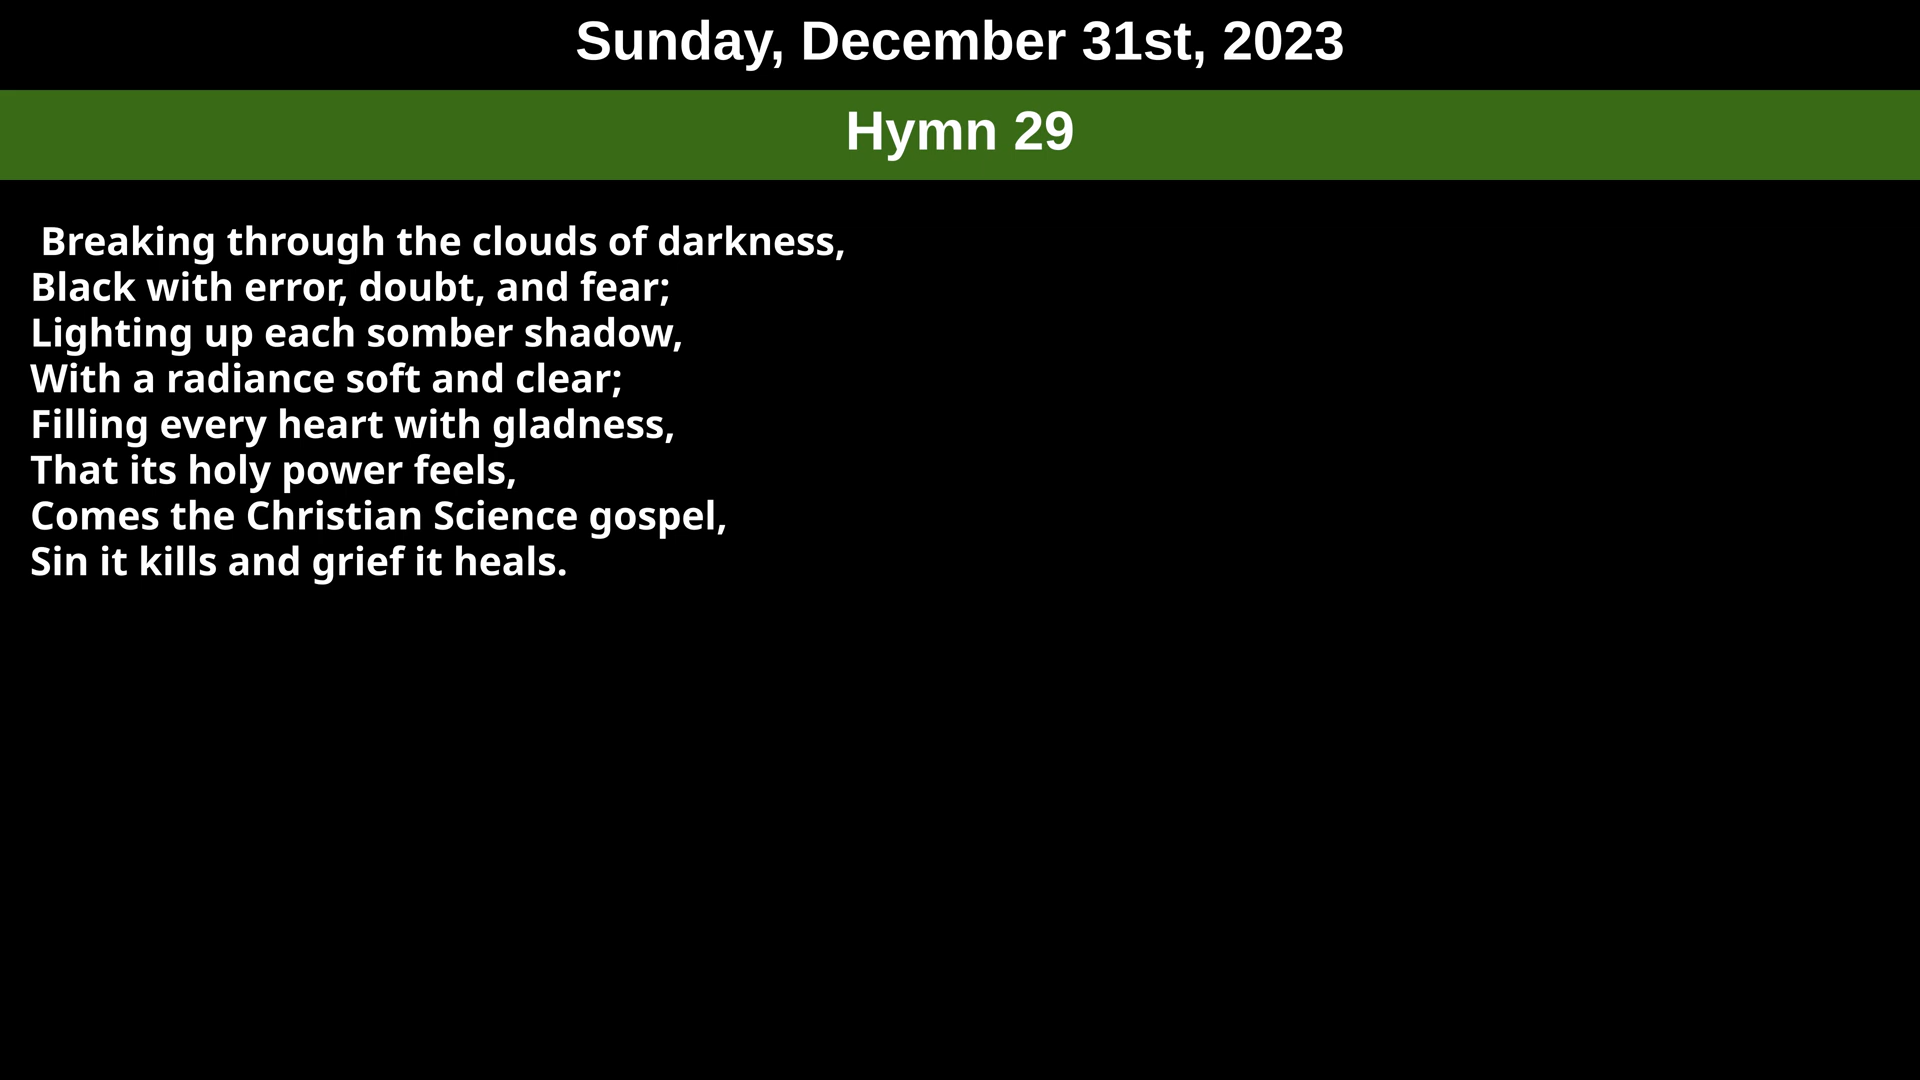 Sunday, December 31st, 2023
Hymn 29
Breaking through the clouds of darkness,
Black with error, doubt, and fear;
Lighting up each somber shadow,
With a radiance soft and clear;
Filling every heart with gladness,
That its holy power feels,
Comes the Christian Science gospel,
Sin it kills and grief it heals.